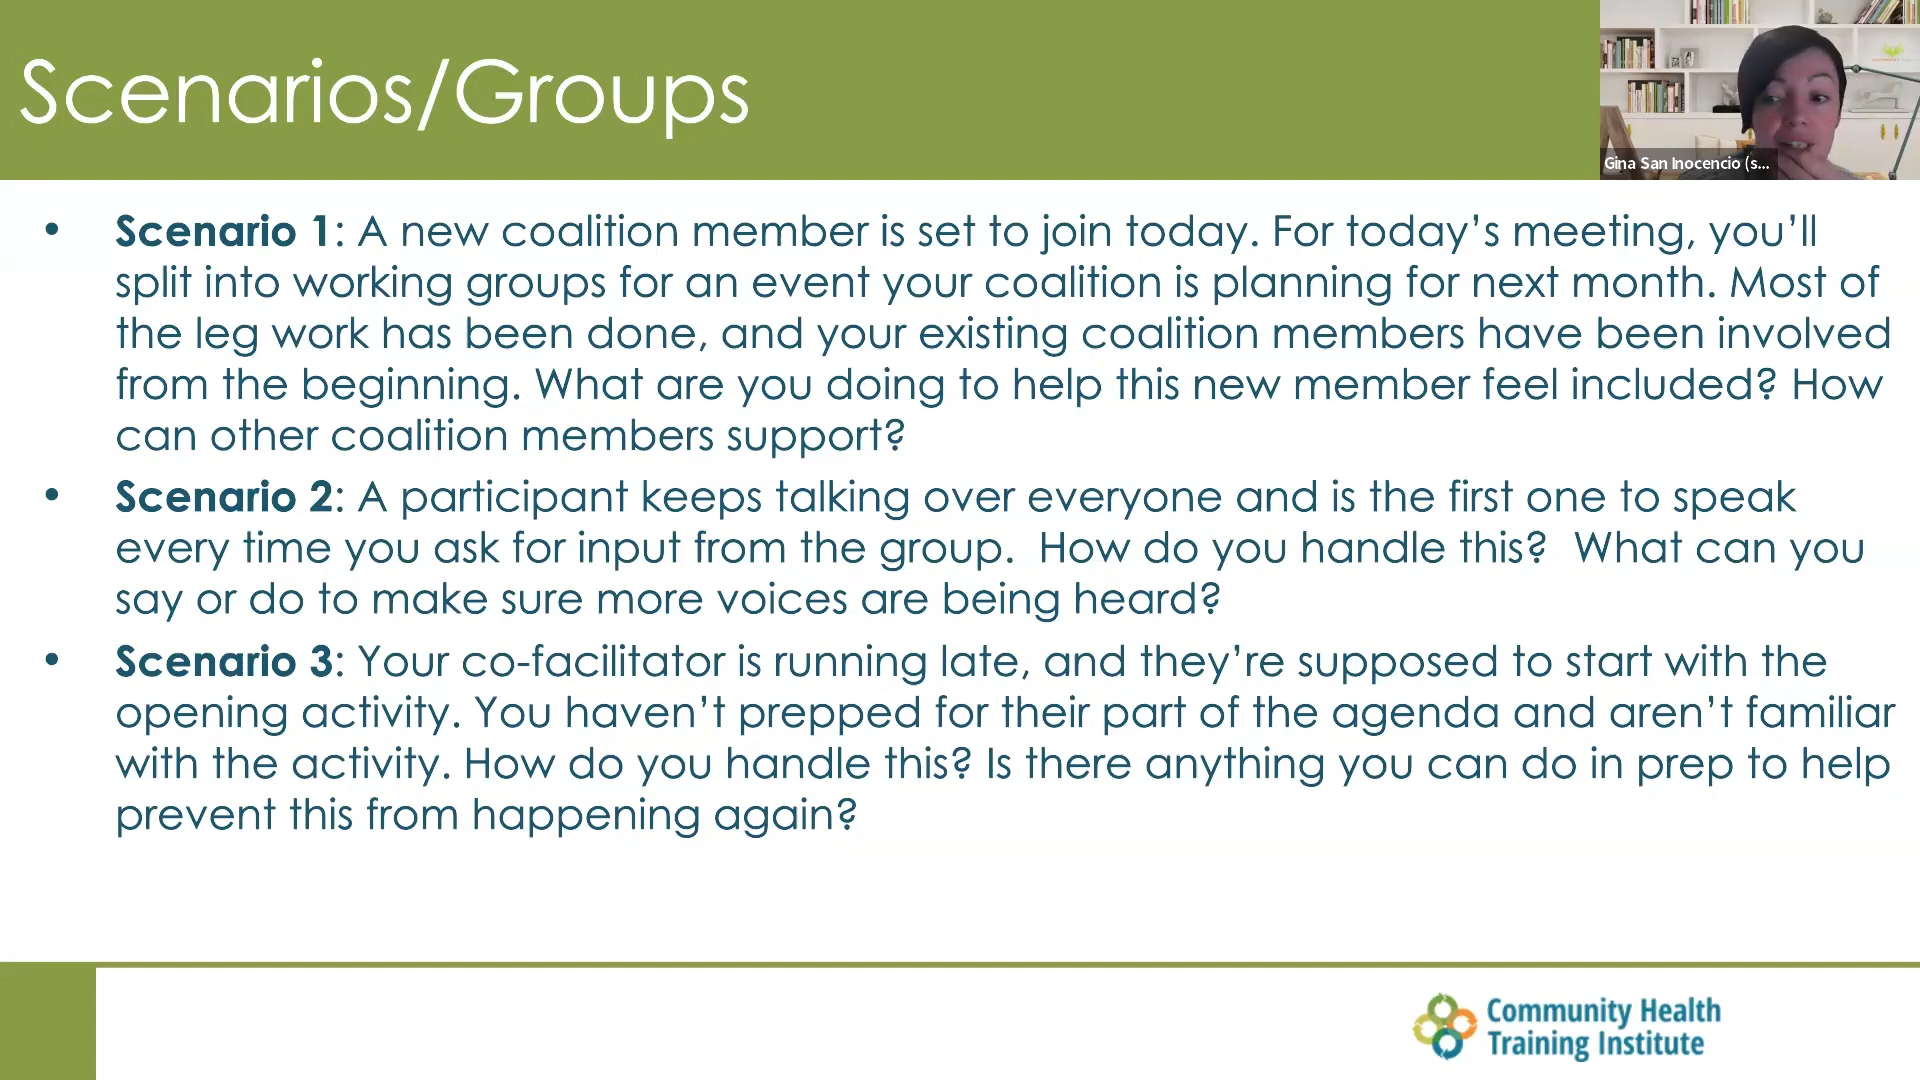 Scenarios/Groups
Gina San Inocencio (s...
• Scenario 1: A new coalition member is set to join today. For today’s meeting, you’ll
split into working groups for an event your coalition is planning for next month. Most of
the leg work has been done, and your existing coalition members have been involved
from the beginning. What are you doing to help this new member feel included? How
can other coalition members support?
• Scenario 2: A participant keeps talking over everyone and is the first one to speak
every time you ask for input from the group.  How do you handle this?  What can you
say or do to make sure more voices are being heard?
• Scenario 3: Your co-facilitator is running late, and they’re supposed to start with the
opening activity. You haven’t prepped for their part of the agenda and aren’t familiar
with the activity. How do you handle this? Is there anything you can do in prep to help
prevent this from happening again?
Community Health
Training Institute